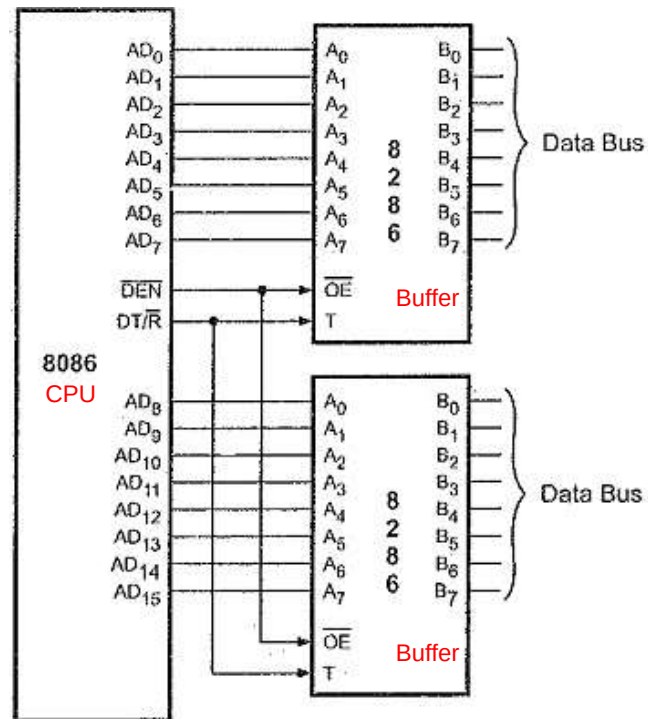 AD0 A0 B0
AD1 A1 B1
AD2 A2 B2
AD3 A3 8 B3
AD4 A4 2 B4 Data Bus
AD5 A5 8 B5
AD6 A6 6 B6
AD7 A7 B7
DEN OE Buffer
DT/R T
8086
CPU
AD8 A0 B0
AD9 A1 B1
AD10 A2 B2
AD11 A3 8 B3
AD12 A4 2 B4 Data Bus
AD13 A5 8 B5
AD14 A6 6 B6
AD15 A7 B7
OE Buffer
T